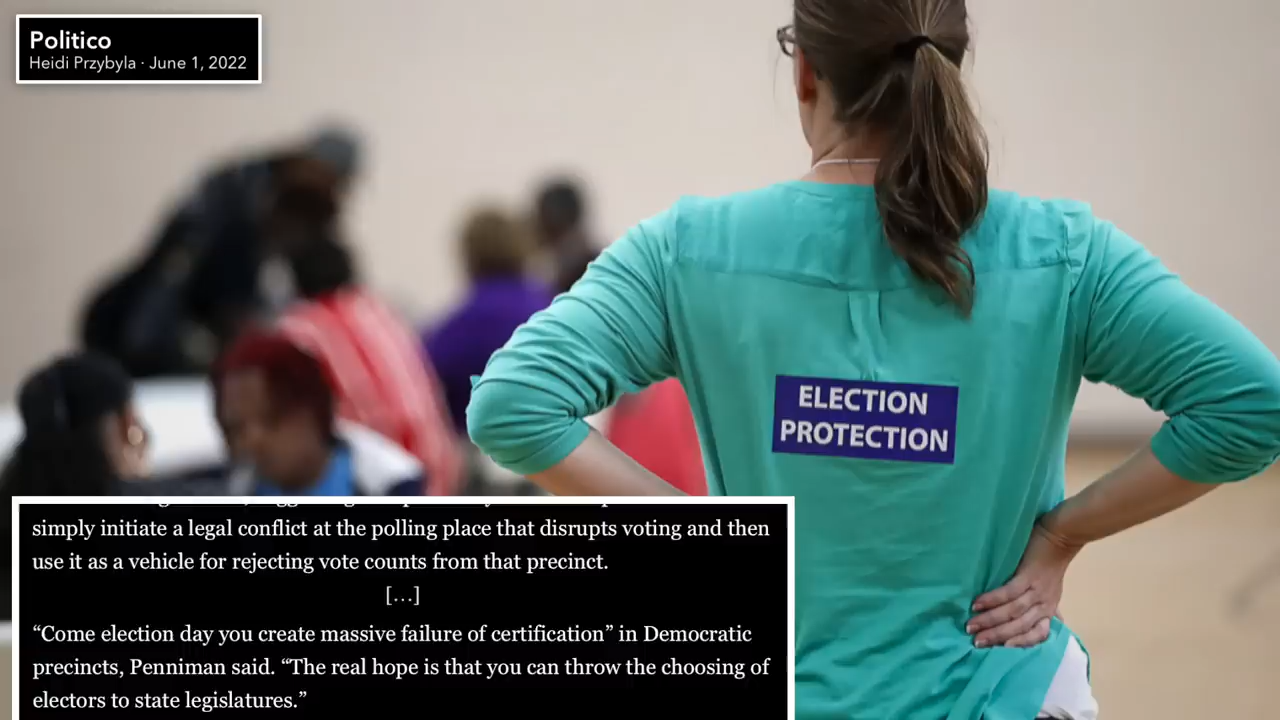 Politico
Heidi Przybyla · June 1, 2022
ELECTION
PROTECTION
simply initiate a legal conflict at the polling place that disrupts voting and then
use it as a vehicle for rejecting vote counts from that precinct.
[…]
“Come election day you create massive failure of certification” in Democratic
precincts, Penniman said. “The real hope is that you can throw the choosing of
electors to state legislatures.”